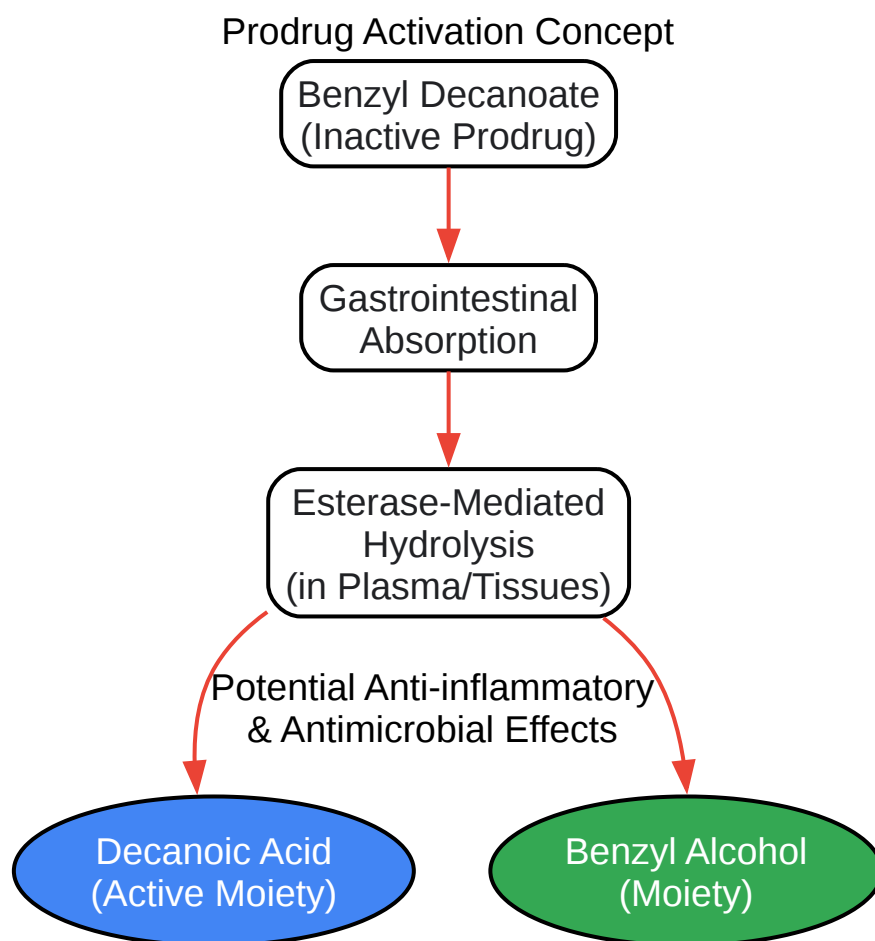 Prodrug Activation Concept
Benzyl Decanoate
(Inactive Prodrug)
Gastrointestinal
Absorption
Esterase-Mediated
Hydrolysis
(in Plasma/Tissues)
Potential Anti-inflammatory
& Antimicrobial Effects
Decanoic Acid
(Active Moiety)
Benzyl Alcohol
(Moiety)